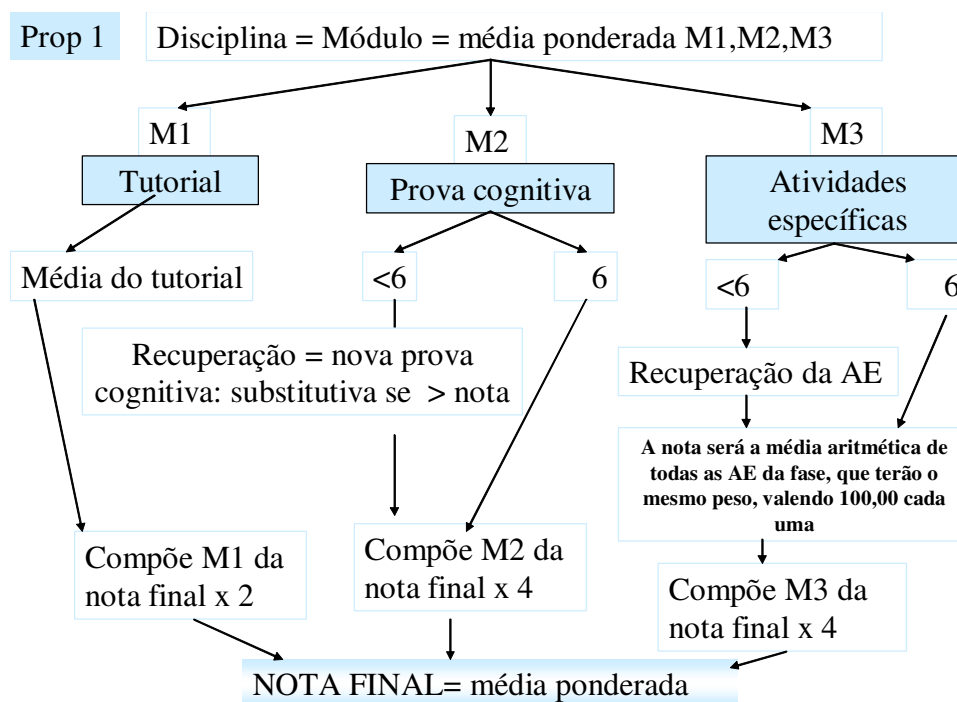 Prop 1
Disciplina = Módulo = média ponderada M1,M2,M3
M1
Tutorial
M2
Prova cognitiva
M3
Atividades
específicas
Média do tutorial
<6
6
<6
6
Recuperação = nova prova
cognitiva: substitutiva se > nota
Recuperação da AE
A nota será a média aritmética de
todas as AE da fase, que terão o
mesmo peso, valendo 100,00 cada
uma
Compõe M1 da
nota final x 2
Compõe M2 da
nota final x 4
Compõe M3 da
nota final x 4
NOTA FINAL= média ponderada